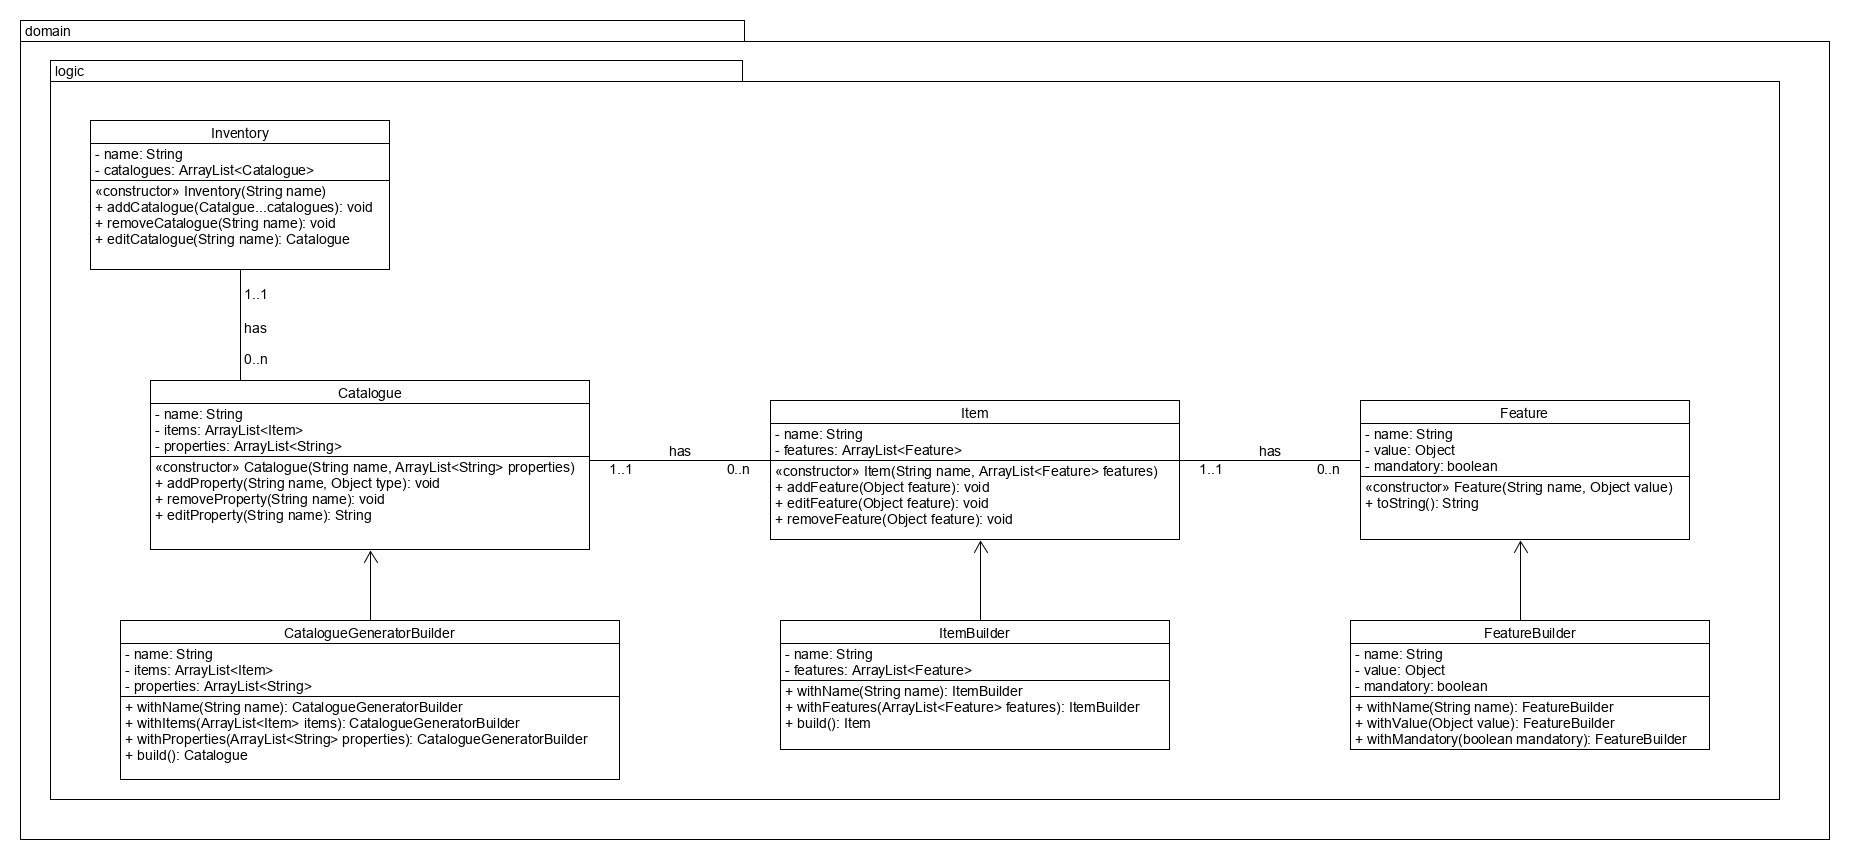 domain
logic
Inventory
- name: String
- catalogues: ArrayList<Catalogue>
«constructor» Inventory(String name)
+ addCatalogue(Catalgue...catalogues): void
+ removeCatalogue(String name): void
+ editCatalogue(String name): Catalogue
1..1
has
0..n
Catalogue
- name: String
- items: ArrayList<Item>
- properties: ArrayList<String>
«constructor» Catalogue(String name, ArrayList<String> properties)
+ addProperty(String name, Object type): void
+ removeProperty(String name): void
+ editProperty(String name): String
has
1..1
0..n
Item
- name: String
- features: ArrayList<Feature>
«constructor» Item(String name, ArrayList<Feature> features)
+ addFeature(Object feature): void
+ editFeature(Object feature): void
+ removeFeature(Object feature): void
has
1..1
0..n
Feature
- name: String
- value: Object
- mandatory: boolean
«constructor» Feature(String name, Object value)
+ toString(): String
CatalogueGeneratorBuilder
- name: String
- items: ArrayList<Item>
- properties: ArrayList<String>
+ withName(String name): CatalogueGeneratorBuilder
+ withItems(ArrayList<Item> items): CatalogueGeneratorBuilder
+ withProperties(ArrayList<String> properties): CatalogueGeneratorBuilder
+ build(): Catalogue
ItemBuilder
- name: String
- features: ArrayList<Feature>
+ withName(String name): ItemBuilder
+ withFeatures(ArrayList<Feature> features): ItemBuilder
+ build(): Item
FeatureBuilder
- name: String
- value: Object
- mandatory: boolean
+ withName(String name): FeatureBuilder
+ withValue(Object value): FeatureBuilder
+ withMandatory(boolean mandatory): FeatureBuilder